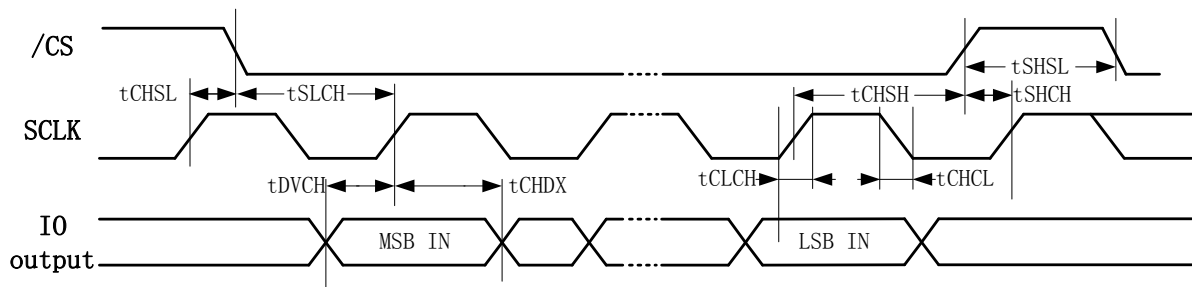 /CS
tSHSL
tCHSL
tSLCH
tCHSH
tSHCH
SCLK
tDVCH
tCHDX
tCLCH
tCHCL
IO
output
MSB IN
LSB IN